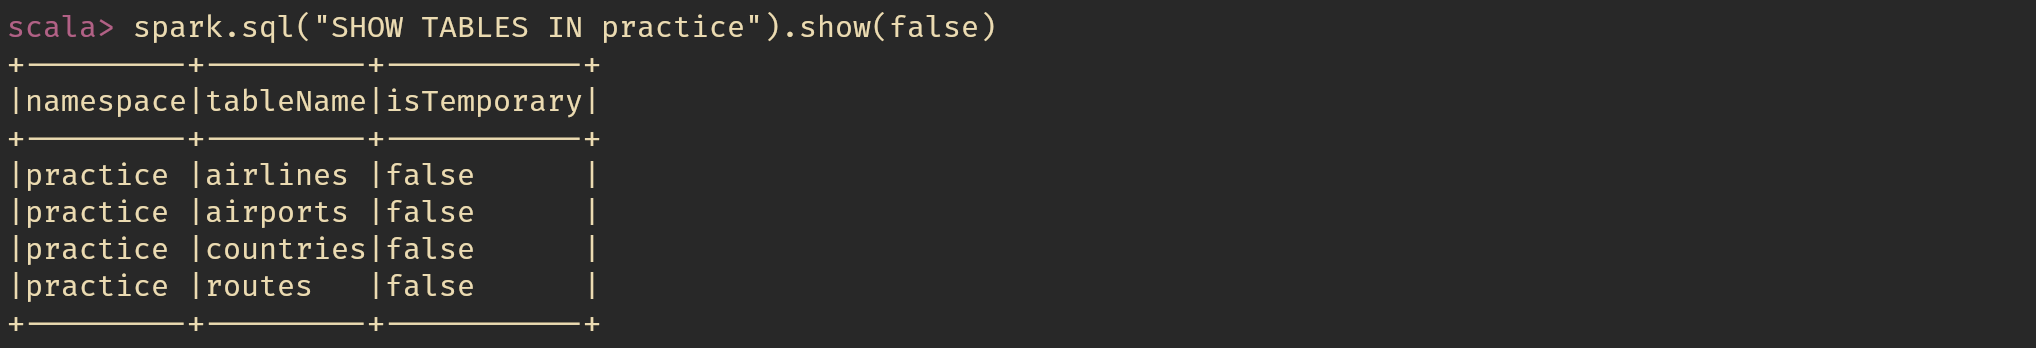 scala> spark.sql("SHOW TABLES IN practice").show(false)
+---------+---------+-----------+
|namespace|tableName|isTemporary|
+---------+---------+-----------+
|practice |airlines |false      |
|practice |airports |false      |
|practice |countries|false      |
|practice |routes   |false      |
+---------+---------+-----------+